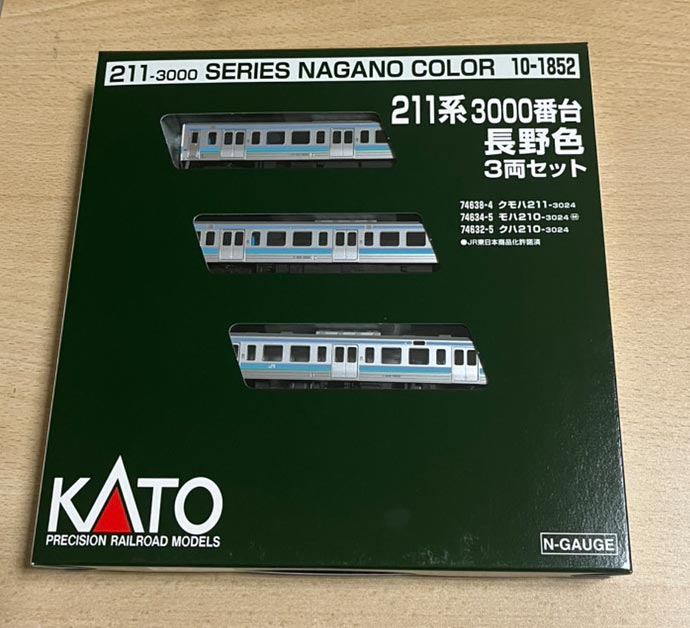 211-3000 SERIES NAGANO COLOR 10-1852
211系3000番台
長野色
3両セット
74638-4 クモハ211-3024
74634-5 モハ210-3024 Ⓜ
74632-5 クハ210-3024
●JR東日本商品化許諾済
JR
KATO
PRECISION RAILROAD MODELS
N-GAUGE